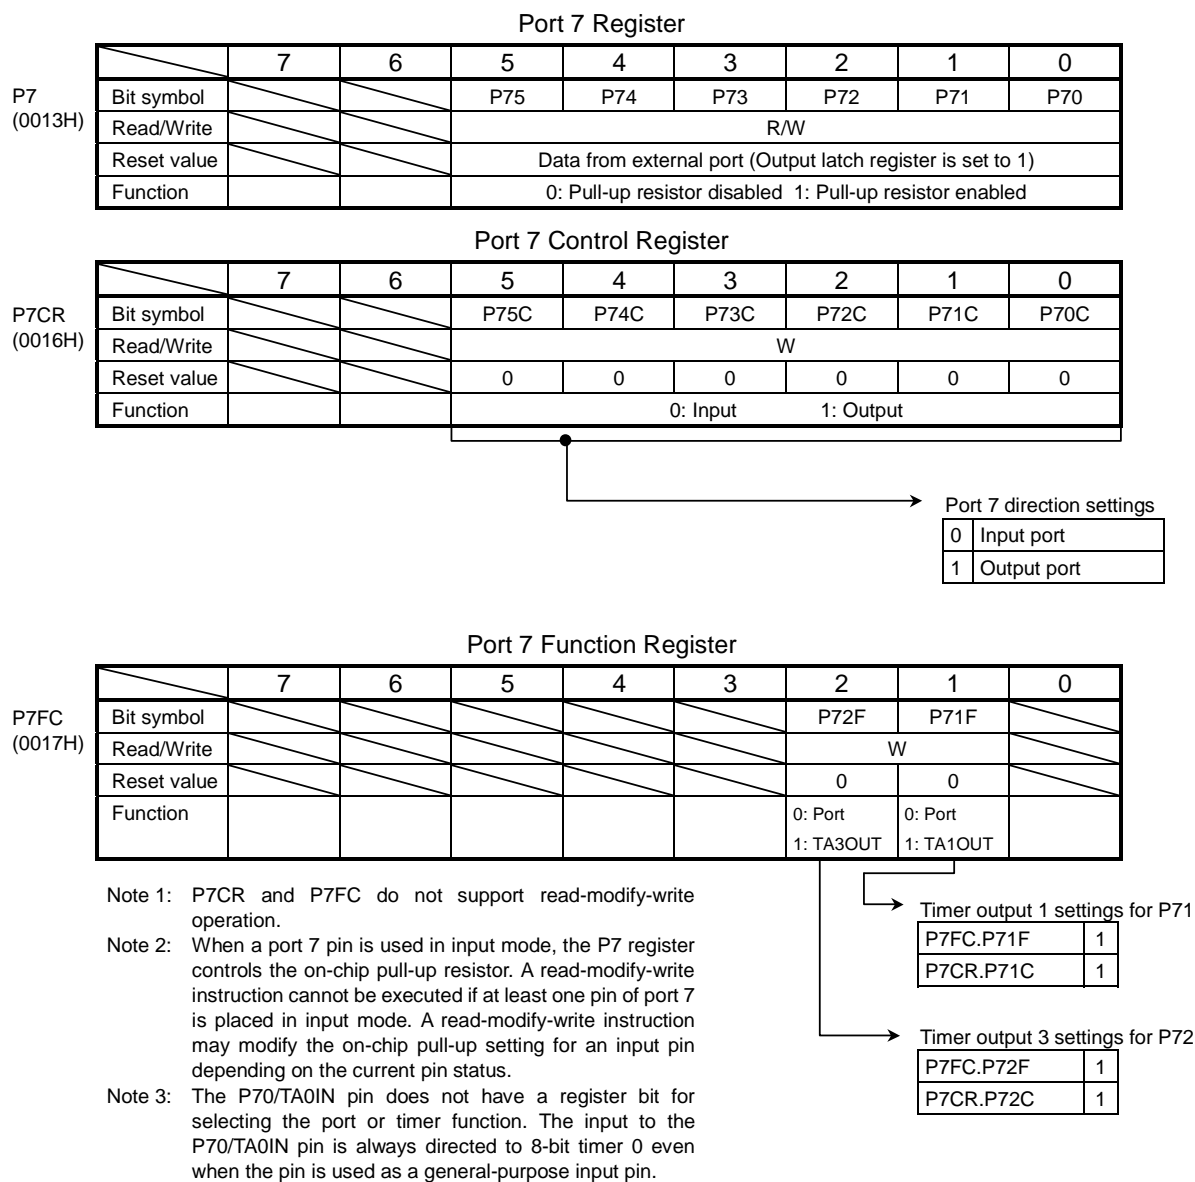 Port 7 Register
7 6 5 4 3 2 1 0
P7
(0013H)
Bit symbol P75 P74 P73 P72 P71 P70
Read/Write R/W
Reset value Data from external port (Output latch register is set to 1)
Function 0: Pull-up resistor disabled 1: Pull-up resistor enabled
Port 7 Control Register
7 6 5 4 3 2 1 0
P7CR
(0016H)
Bit symbol P75C P74C P73C P72C P71C P70C
Read/Write W
Reset value 0 0 0 0 0 0
Function 0: Input 1: Output
Port 7 direction settings
0 Input port
1 Output port
Port 7 Function Register
7 6 5 4 3 2 1 0
P7FC
(0017H)
Bit symbol P72F P71F
Read/Write W
Reset value 0 0
Function 0: Port 0: Port
1: TA3OUT 1: TA1OUT
Note 1: P7CR and P7FC do not support read-modify-write
operation.
Note 2: When a port 7 pin is used in input mode, the P7 register
controls the on-chip pull-up resistor. A read-modify-write
instruction cannot be executed if at least one pin of port 7
is placed in input mode. A read-modify-write instruction
may modify the on-chip pull-up setting for an input pin
depending on the current pin status.
Note 3: The P70/TA0IN pin does not have a register bit for
selecting the port or timer function. The input to the
P70/TA0IN pin is always directed to 8-bit timer 0 even
when the pin is used as a general-purpose input pin.
Timer output 1 settings for P71
P7FC.P71F 1
P7CR.P71C 1
Timer output 3 settings for P72
P7FC.P72F 1
P7CR.P72C 1